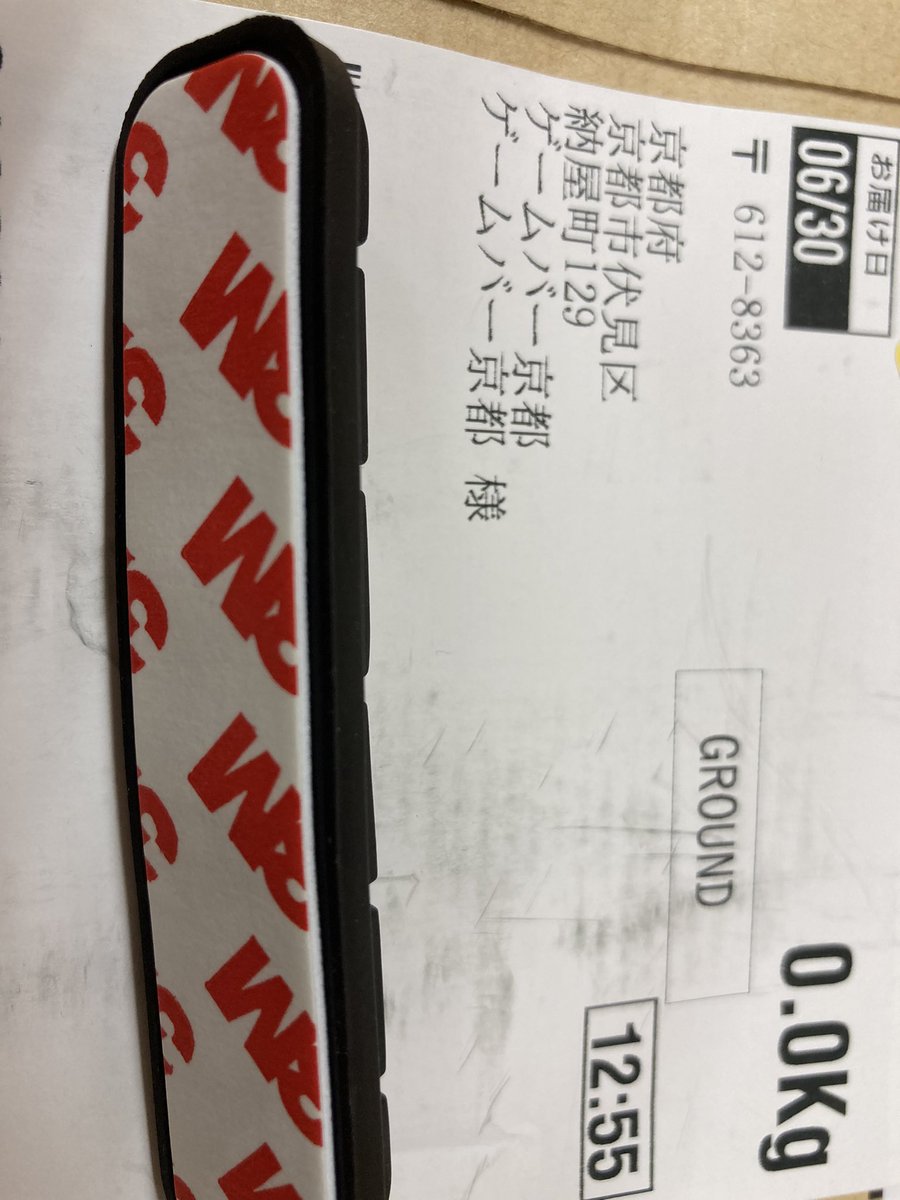 お届け日
06/30
〒 612-8363
京都府
京都市伏見区
納屋町129
ゲームバー京都
ゲームバー京都 様
GROUND
0.0Kg
12:55